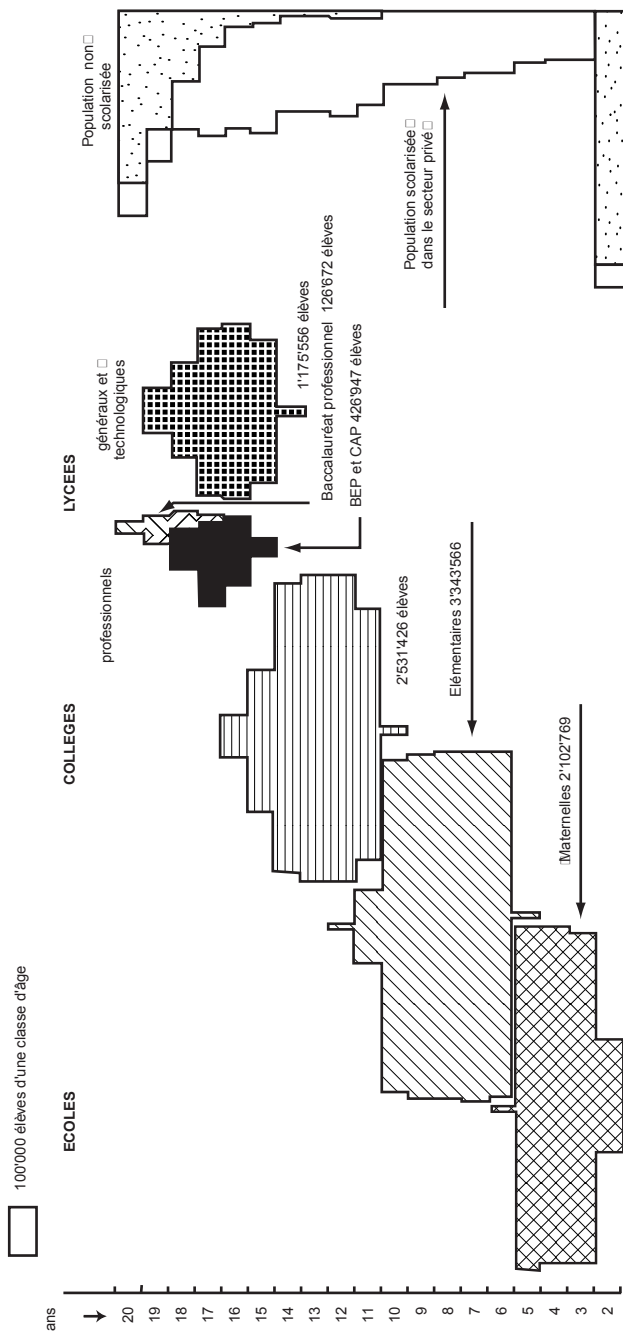 100'000 élèves d'une classe d'âge
ECOLES
COLLEGES
LYCEES
professionnels
généraux et
technologiques
Population non
scolarisée
1'175'556 élèves
Baccalauréat professionnel 126'672 élèves
BEP et CAP 426'947 élèves
2'531'426 élèves
Elémentaires 3'343'566
Maternelles 2'102'769
Population scolarisée
dans le secteur privé
ans
20
19
18
17
16
15
14
13
12
11
10
9
8
7
6
5
4
3
2